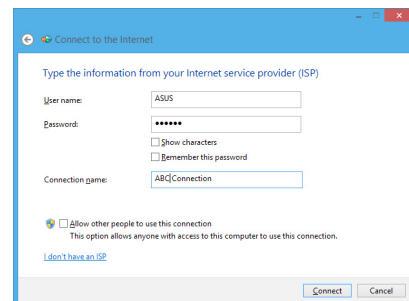 Connect to the Internet
Type the information from your Internet service provider (ISP)
User name: ASUS
Password: ••••••
Show characters
Remember this password
Connection name: ABC Connection
Allow other people to use this connection
This option allows anyone with access to this computer to use this connection.
I don't have an ISP
Connect Cancel